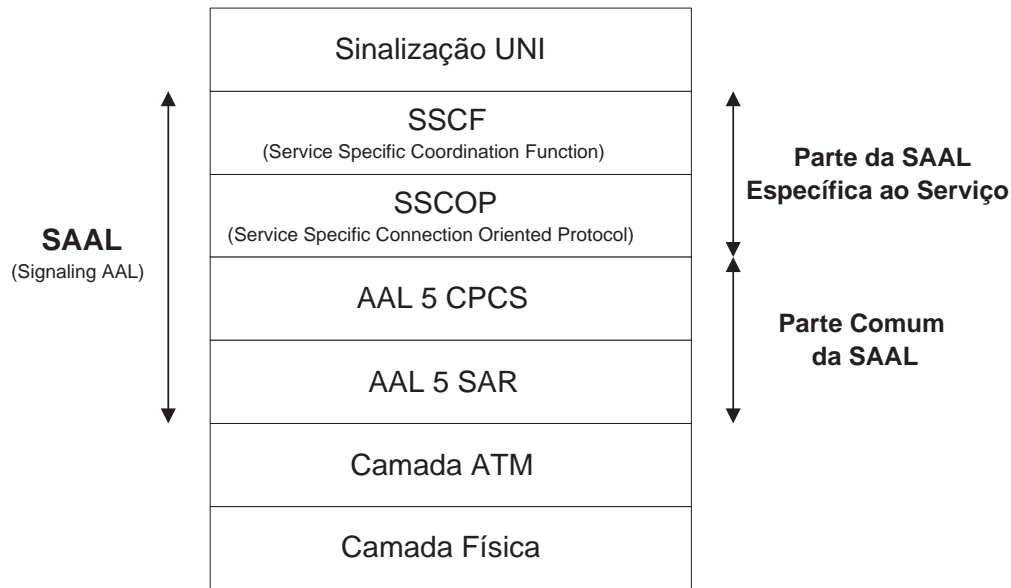 Sinalização UNI
SSCF
(Service Specific Coordination Function)
SSCOP
(Service Specific Connection Oriented Protocol)
AAL 5 CPCS
AAL 5 SAR
Camada ATM
Camada Física
SAAL
(Signaling AAL)
Parte da SAAL
Específica ao Serviço
Parte Comum
da SAAL